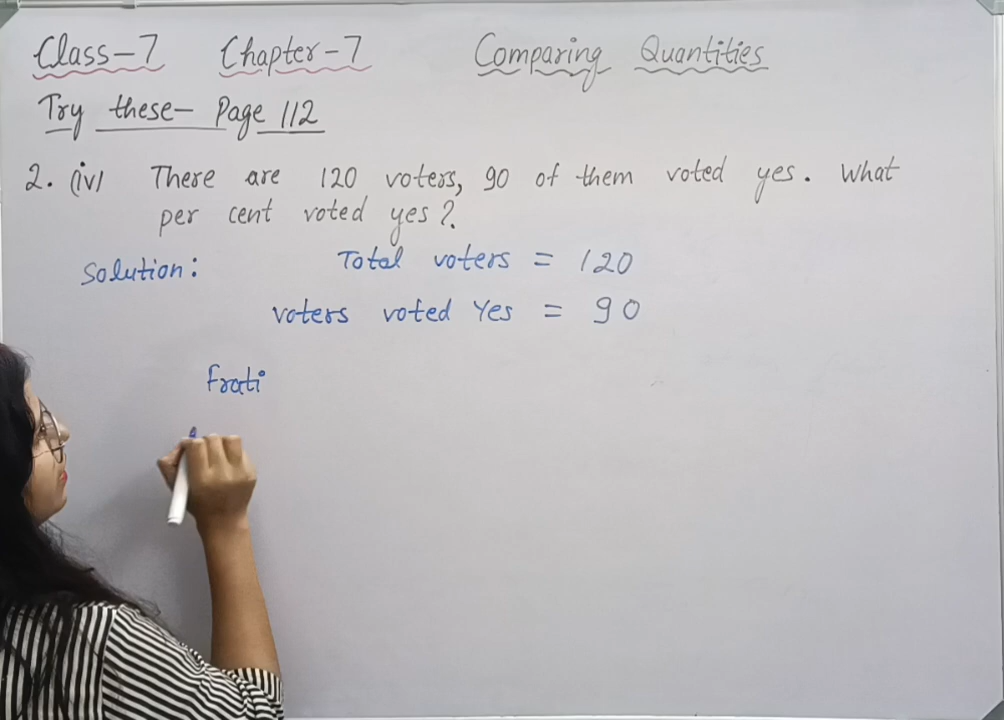 Class-7 Chapter-7 Comparing Quantities
Try these- Page 112
2. (iv) There are 120 voters, 90 of them voted yes. What
per cent voted yes?
Solution: Total voters = 120
voters voted Yes = 90
Frati